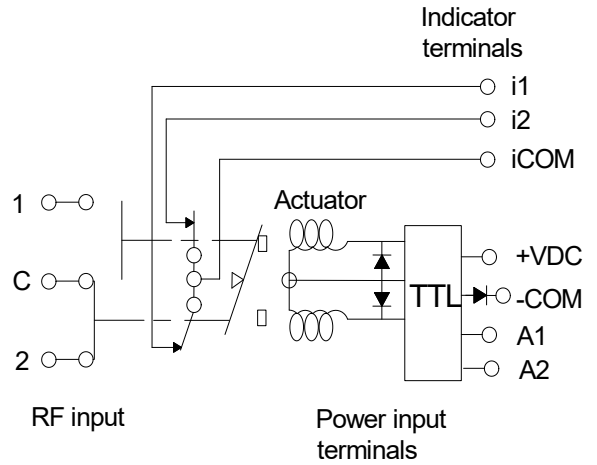 Indicator
terminals
i1
i2
iCOM
Actuator
1
C
2
TTL
+VDC
-COM
A1
A2
RF input
Power input
terminals